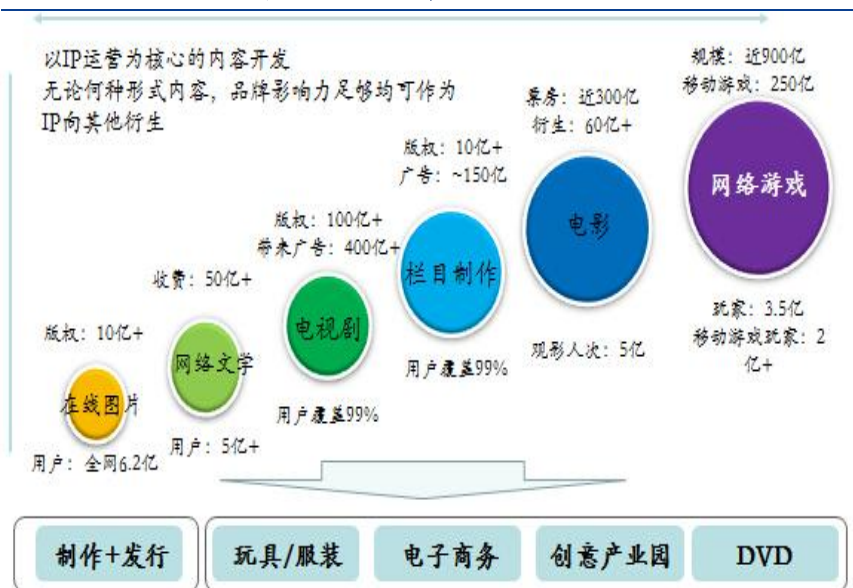 以IP运营为核心的内容开发
无论何种形式内容，品牌影响力足够均可作为
IP向其他衍生
规模：近900亿
移动游戏：250亿
票房：近300亿
衍生：60亿+
版权：10亿+
广告：~150亿
版权：100亿+
带来广告：400亿+
收费：50亿+
版权：10亿+
网络游戏
电影
栏目制作
电视剧
网络文学
在线图片
玩家：3.5亿
移动游戏玩家：2
亿+
观影人次：5亿
用户覆盖99%
用户覆盖99%
用户：5亿+
用户：全网6.2亿
制作+发行
玩具/服装
电子商务
创意产业园
DVD